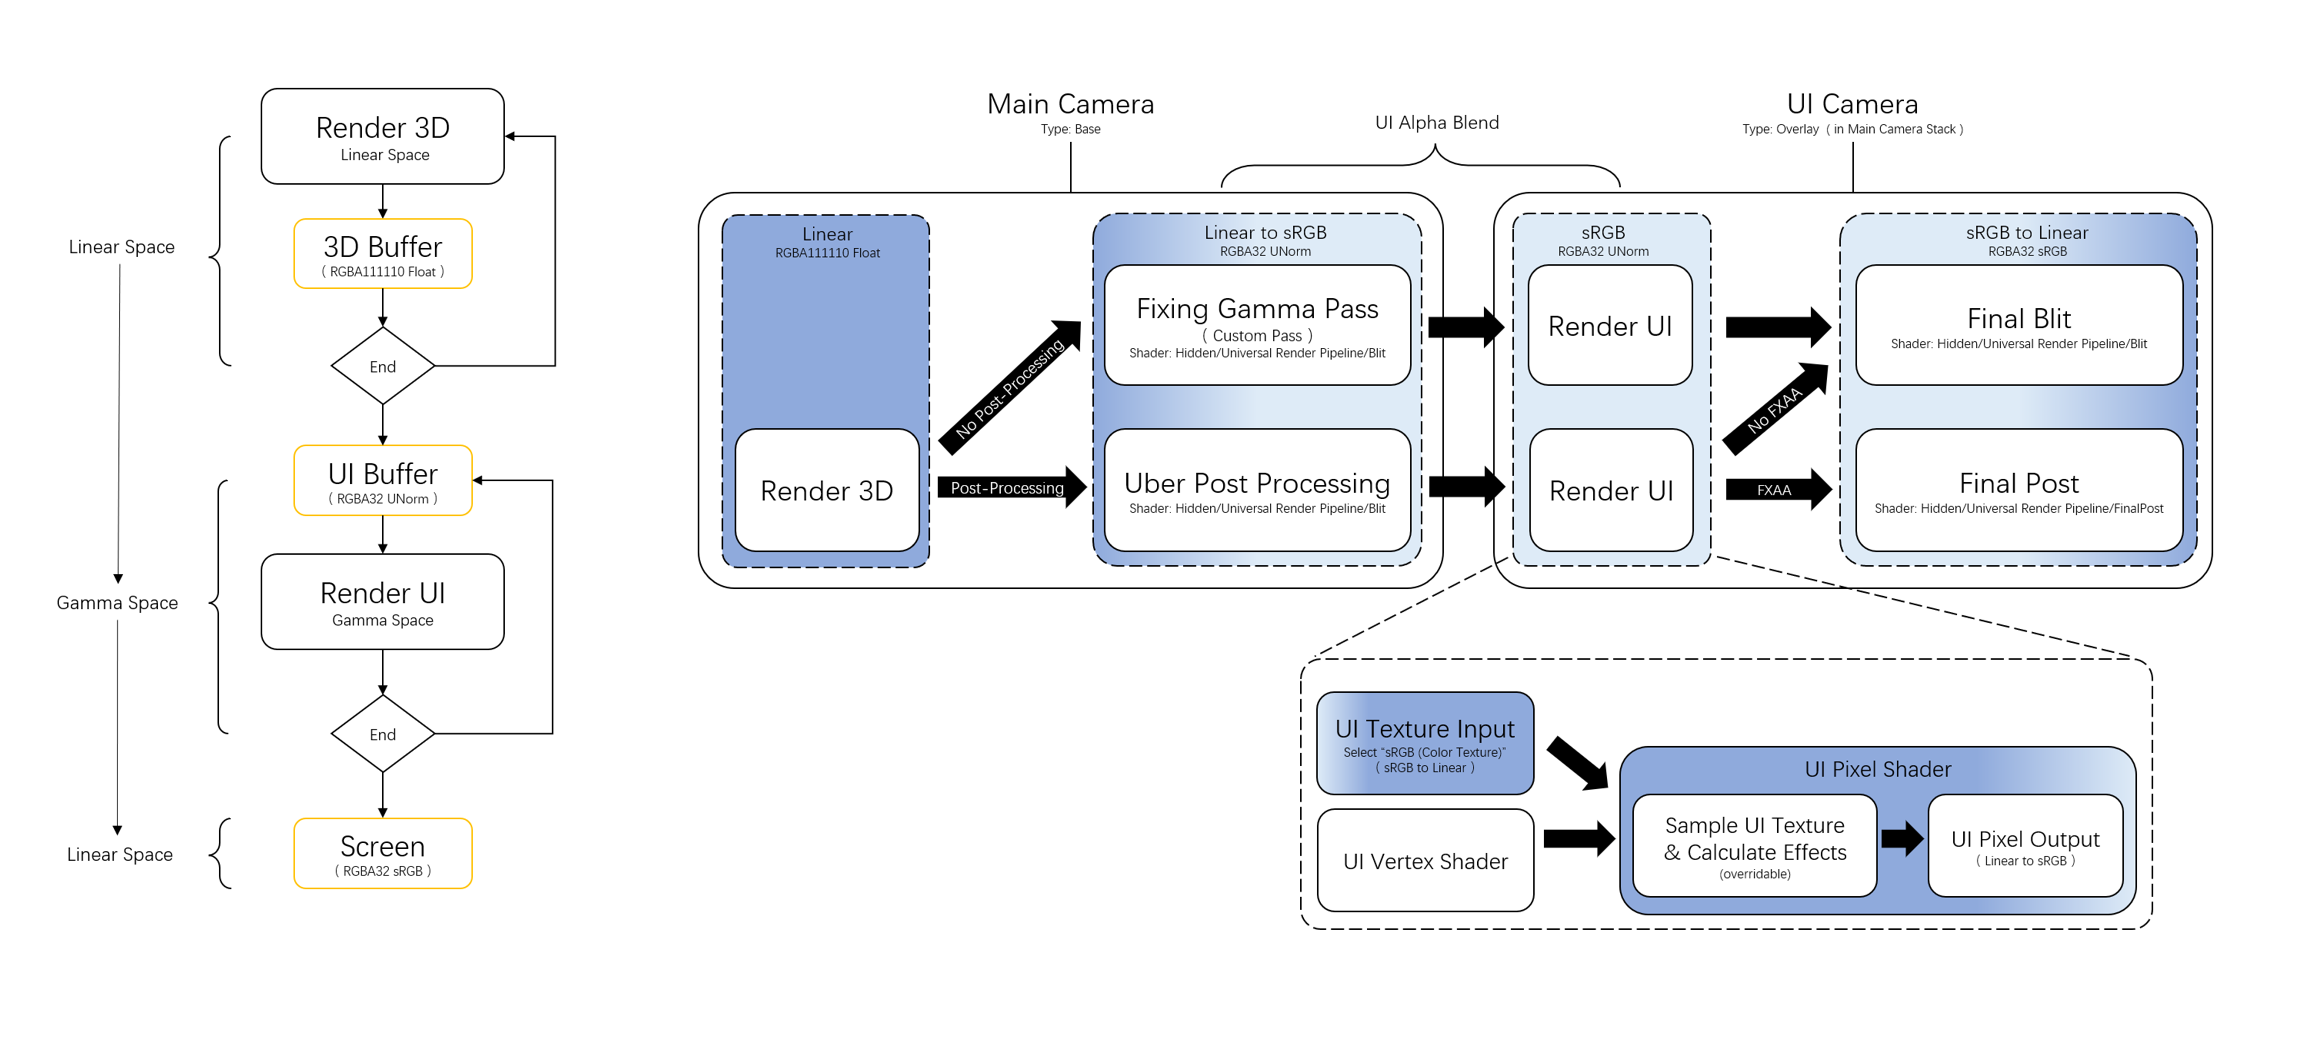 Render 3D
Linear Space
Linear Space
3D Buffer
( RGBA111110 Float )
End
UI Buffer
( RGBA32 UNorm )
Gamma Space
Render UI
Gamma Space
End
Linear Space
Screen
( RGBA32 sRGB )
Main Camera
Type: Base
UI Alpha Blend
UI Camera
Type: Overlay ( in Main Camera Stack )
Linear
RGBA111110 Float
Render 3D
No Post-Processing
Post-Processing
Linear to sRGB
RGBA32 UNorm
Fixing Gamma Pass
( Custom Pass )
Shader: Hidden/Universal Render Pipeline/Blit
Uber Post Processing
Shader: Hidden/Universal Render Pipeline/Blit
sRGB
RGBA32 UNorm
Render UI
Render UI
No FXAA
FXAA
sRGB to Linear
RGBA32 sRGB
Final Blit
Shader: Hidden/Universal Render Pipeline/Blit
Final Post
Shader: Hidden/Universal Render Pipeline/FinalPost
UI Texture Input
Select "sRGB (Color Texture)"
( sRGB to Linear )
UI Vertex Shader
UI Pixel Shader
Sample UI Texture
& Calculate Effects
(overridable)
UI Pixel Output
( Linear to sRGB )